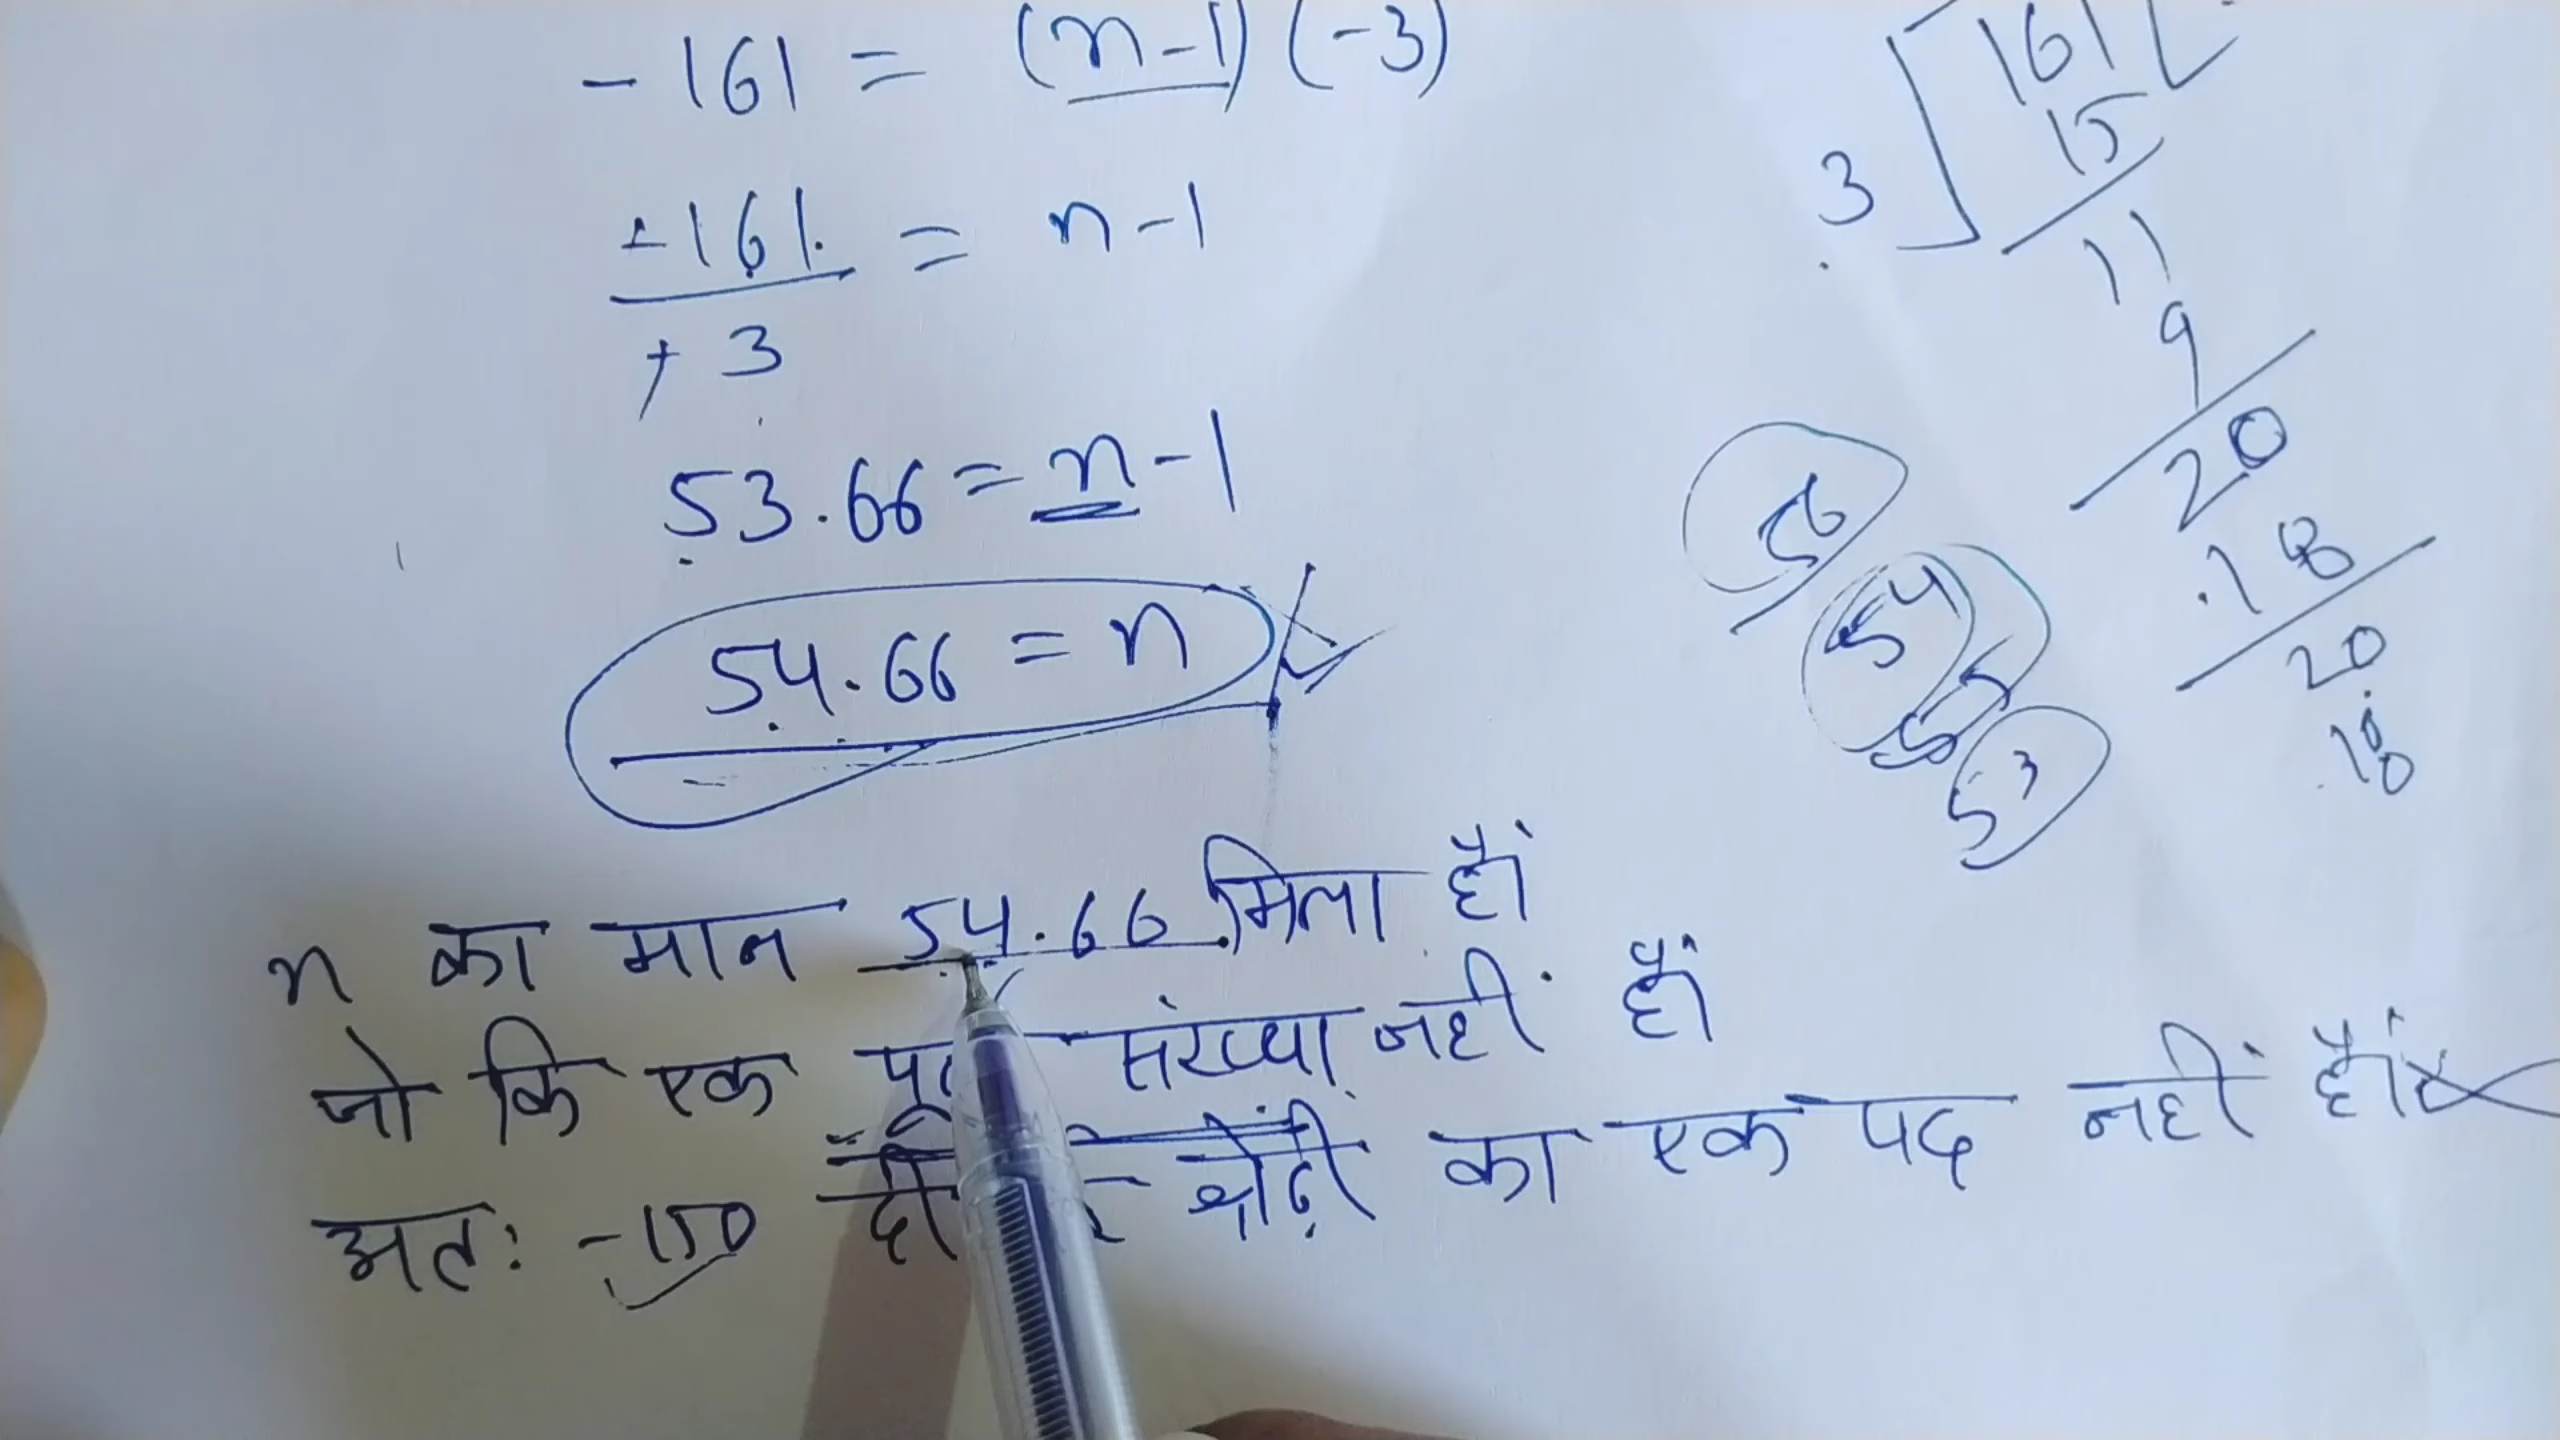 -161 = (n-1)(-3)
-161 = n-1
+3
53.66 = n-1
54.66 = n
n का मान 54.66 मिला हैं
जो कि एक संख्या नहीं हैं
अतः -150 श्रेढ़ी का एक पद नहीं हैं।
3 161
15
11
9
20
18
20
18
54
55
53